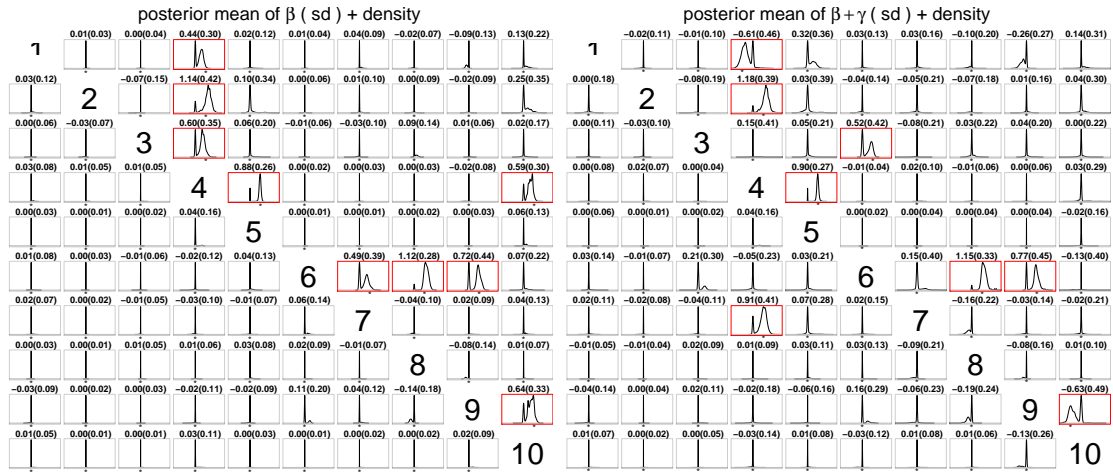 posterior mean of β ( sd ) + density
0.01(0.03) 0.00(0.04) 0.44(0.30) 0.02(0.12) 0.01(0.04) 0.04(0.09) −0.02(0.07) −0.09(0.13) 0.13(0.22)
1
0.03(0.12) −0.07(0.15) 1.14(0.42) 0.10(0.34) 0.00(0.06) 0.01(0.10) 0.00(0.09) −0.02(0.09) 0.25(0.35)
2
0.00(0.06) −0.03(0.07) 0.60(0.35) 0.06(0.20) −0.01(0.06) −0.03(0.10) 0.09(0.14) 0.01(0.06) 0.02(0.17)
3
0.03(0.08) 0.01(0.05) 0.01(0.05) 0.88(0.26) 0.00(0.02) 0.00(0.03) 0.00(0.05) −0.02(0.08) 0.59(0.30)
4
0.00(0.03) 0.00(0.01) 0.00(0.02) 0.04(0.16) 0.00(0.01) 0.00(0.01) 0.00(0.02) 0.00(0.03) 0.06(0.13)
5
0.01(0.08) 0.00(0.03) −0.01(0.06) −0.02(0.12) 0.04(0.13) 0.49(0.39) 1.12(0.28) 0.72(0.44) 0.07(0.22)
6
0.02(0.07) 0.00(0.02) −0.01(0.05) −0.03(0.10) −0.01(0.07) 0.06(0.14) −0.04(0.10) 0.02(0.09) 0.04(0.13)
7
0.00(0.03) 0.00(0.01) 0.01(0.05) 0.01(0.06) 0.03(0.08) 0.02(0.09) −0.01(0.07) −0.08(0.14) 0.01(0.07)
8
−0.03(0.09) 0.00(0.02) 0.00(0.03) −0.02(0.11) −0.02(0.09) 0.11(0.20) 0.04(0.12) −0.14(0.18) 0.64(0.33)
9
0.01(0.05) 0.00(0.01) 0.00(0.01) 0.03(0.11) 0.00(0.03) 0.00(0.01) 0.00(0.02) 0.00(0.02) 0.02(0.09)
10
posterior mean of β + γ ( sd ) + density
−0.02(0.11) −0.01(0.10) −0.61(0.46) 0.32(0.36) 0.03(0.13) 0.03(0.16) −0.10(0.20) −0.26(0.27) 0.14(0.31)
1
0.00(0.18) −0.08(0.19) 1.18(0.39) 0.03(0.39) −0.04(0.14) −0.05(0.21) −0.07(0.18) 0.01(0.16) 0.04(0.30)
2
0.00(0.11) −0.03(0.10) 0.15(0.41) 0.05(0.21) 0.52(0.42) −0.08(0.21) 0.03(0.22) 0.04(0.20) 0.00(0.22)
3
0.00(0.08) 0.02(0.07) 0.00(0.04) 0.90(0.27) −0.01(0.04) 0.02(0.10) −0.01(0.06) 0.00(0.06) 0.03(0.29)
4
0.00(0.06) 0.00(0.01) 0.00(0.02) 0.04(0.16) 0.00(0.02) 0.00(0.04) 0.00(0.04) 0.00(0.04) −0.02(0.16)
5
0.03(0.14) −0.01(0.07) 0.21(0.30) −0.05(0.23) 0.03(0.21) 0.15(0.40) 1.15(0.33) 0.77(0.45) −0.13(0.40)
6
0.02(0.11) −0.02(0.08) −0.04(0.11) 0.91(0.41) 0.07(0.28) 0.02(0.15) −0.16(0.22) −0.03(0.14) −0.02(0.21)
7
−0.01(0.05) −0.01(0.04) 0.02(0.09) 0.01(0.09) 0.03(0.11) 0.03(0.13) −0.09(0.21) −0.08(0.16) 0.01(0.10)
8
−0.04(0.14) 0.00(0.04) 0.02(0.11) −0.02(0.18) −0.06(0.16) 0.16(0.29) −0.06(0.23) −0.19(0.24) −0.63(0.49)
9
0.01(0.07) 0.00(0.02) 0.00(0.05) −0.03(0.14) 0.01(0.08) −0.03(0.12) 0.01(0.08) 0.01(0.06) −0.13(0.26)
10